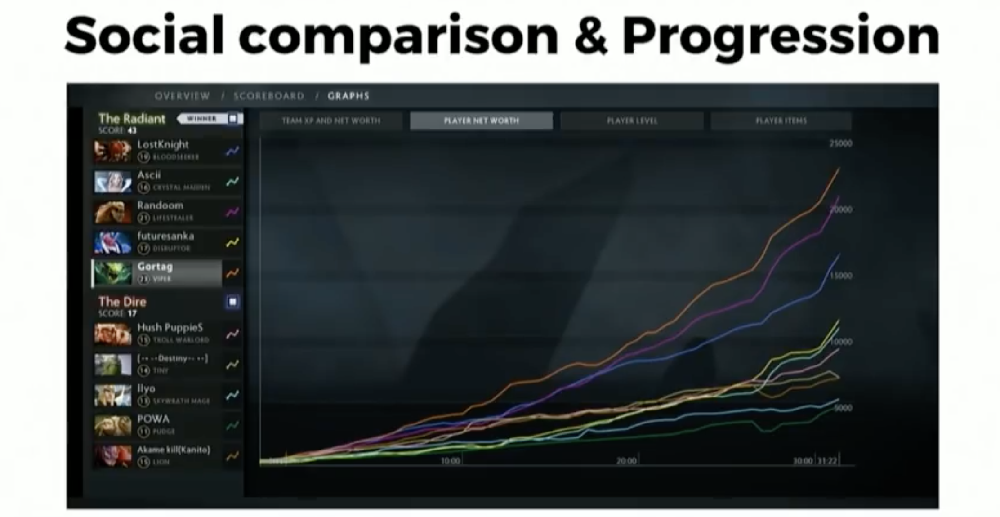 Social comparison & Progression
OVERVIEW / SCOREBOARD / GRAPHS
The Radiant WINNER
SCORE: 43
LostKnight
19 BLOODSEEKER
Ascii
16 CRYSTAL MAIDEN
Randoom
21 LIFESTEALER
futuresanka
17 DISRUPTOR
Gortag
23 VIPER
The Dire
SCORE: 17
Hush PuppieS
15 TROLL WARLORD
Destiny
14 TINY
Ilyo
13 SKYWRATH MAGE
POWA
11 PUDGE
Akame kill(Kanito)
15 LION
TEAM XP AND NET WORTH
PLAYER NET WORTH
PLAYER LEVEL
PLAYER ITEMS
25000
20000
15000
10000
5000
10:00
20:00
30:00
31:22